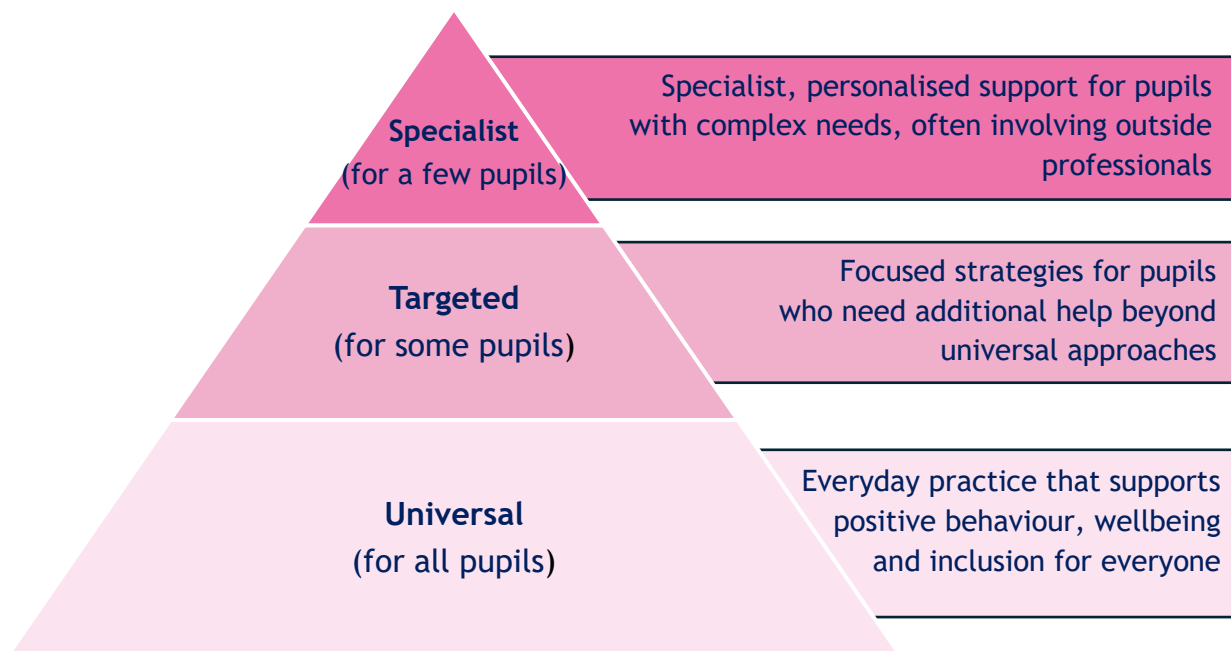 Specialist
(for a few pupils)
Specialist, personalised support for pupils
with complex needs, often involving outside
professionals
Targeted
(for some pupils)
Focused strategies for pupils
who need additional help beyond
universal approaches
Universal
(for all pupils)
Everyday practice that supports
positive behaviour, wellbeing
and inclusion for everyone